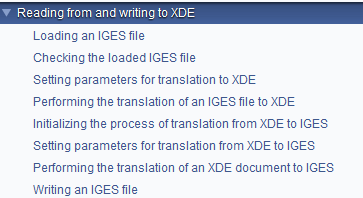 Reading from and writing to XDE
Loading an IGES file
Checking the loaded IGES file
Setting parameters for translation to XDE
Performing the translation of an IGES file to XDE
Initializing the process of translation from XDE to IGES
Setting parameters for translation from XDE to IGES
Performing the translation of an XDE document to IGES
Writing an IGES file